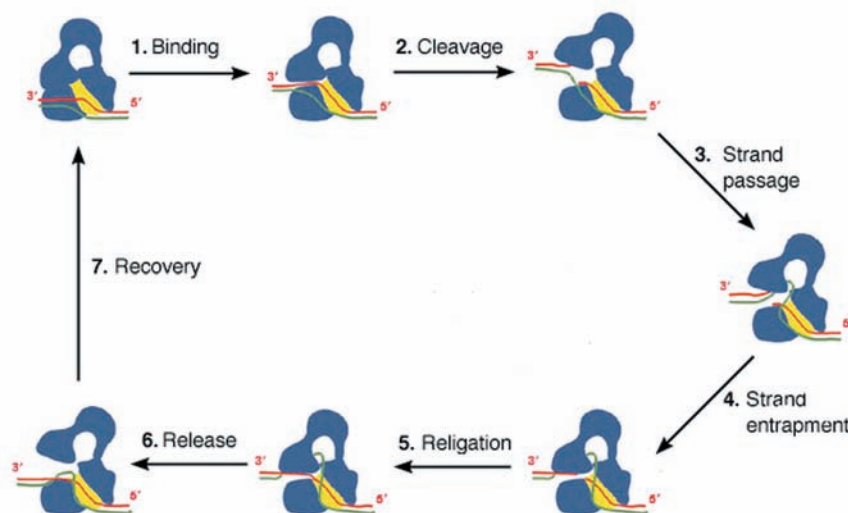 1. Binding
2. Cleavage
3'
3'
3'
5'
5'
5'
3. Strand
passage
7. Recovery
3'
5'
4. Strand
entrapment
6. Release
5. Religation
3'
3'
3'
5'
5'
5'